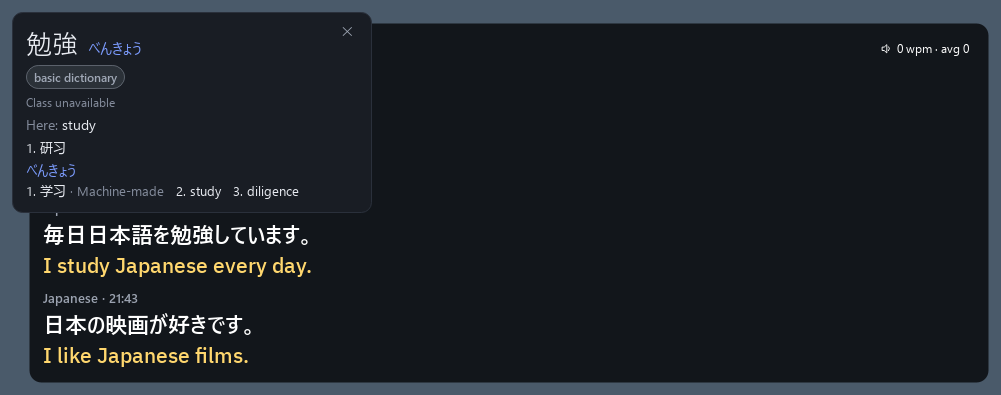 勉強 べんきょう
basic dictionary
Class unavailable
Here: study
1. 研习
べんきょう
1. 学习 · Machine-made 2. study 3. diligence
0 wpm · avg 0
毎日日本語を勉強しています。
I study Japanese every day.
Japanese · 21:43
日本の映画が好きです。
I like Japanese films.